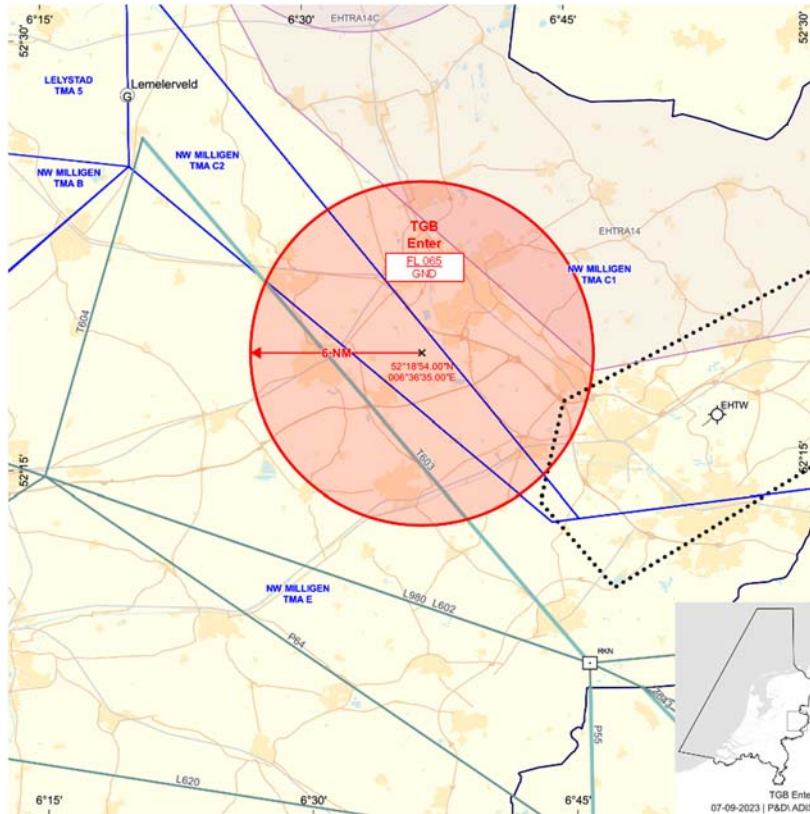 6°15'
6°30'
6°45'
52°30'
52°30'
EHTRA14C
LELYSTAD
TMA 5
G
Lemelerveld
NW MILLIGEN
TMA B
NW MILLIGEN
TMA C2
TGB
Enter
FL 065
GND
EHTRA14
NW MILLIGEN
TMA C1
T604
6 NM
52°18'54.00"N
006°36'35.00"E
EHTW
T603
52°15'
52°15'
NW MILLIGEN
TMA E
L980 L602
P64
RKN
Z843
P55
L620
6°15'
6°30'
6°45'
TGB Ente
07-09-2023 | P&D\ ADI